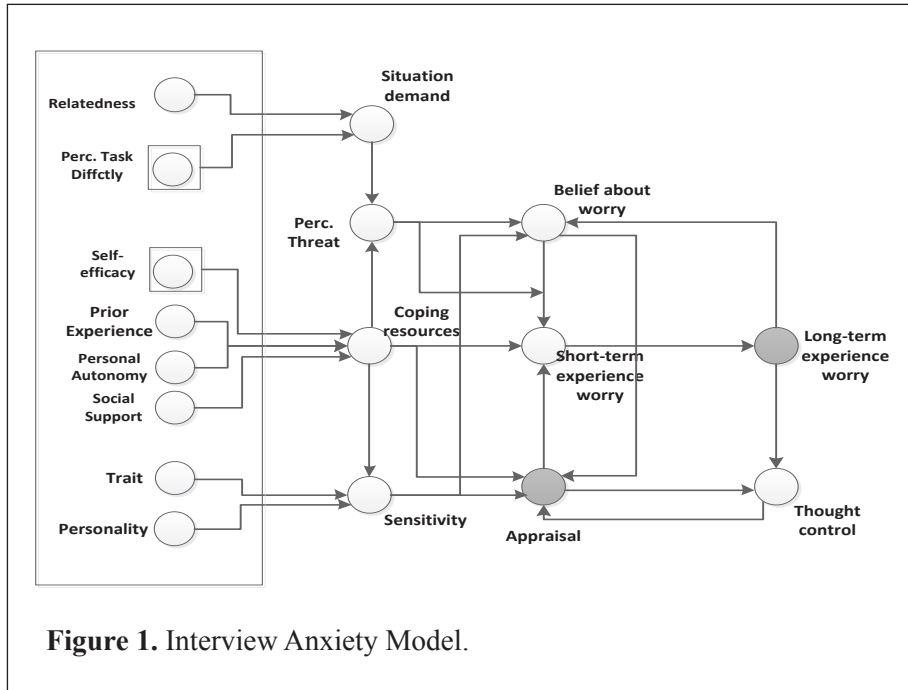 Situation
demand
Relatedness
Perc. Task
Diffctly
Belief about
worry
Perc.
Threat
Self-
efficacy
Prior
Experience
Coping
resources
Personal
Autonomy
Short-term
experience
worry
Long-term
experience
worry
Social
Support
Trait
Personality
Sensitivity
Appraisal
Thought
control
Figure 1. Interview Anxiety Model.